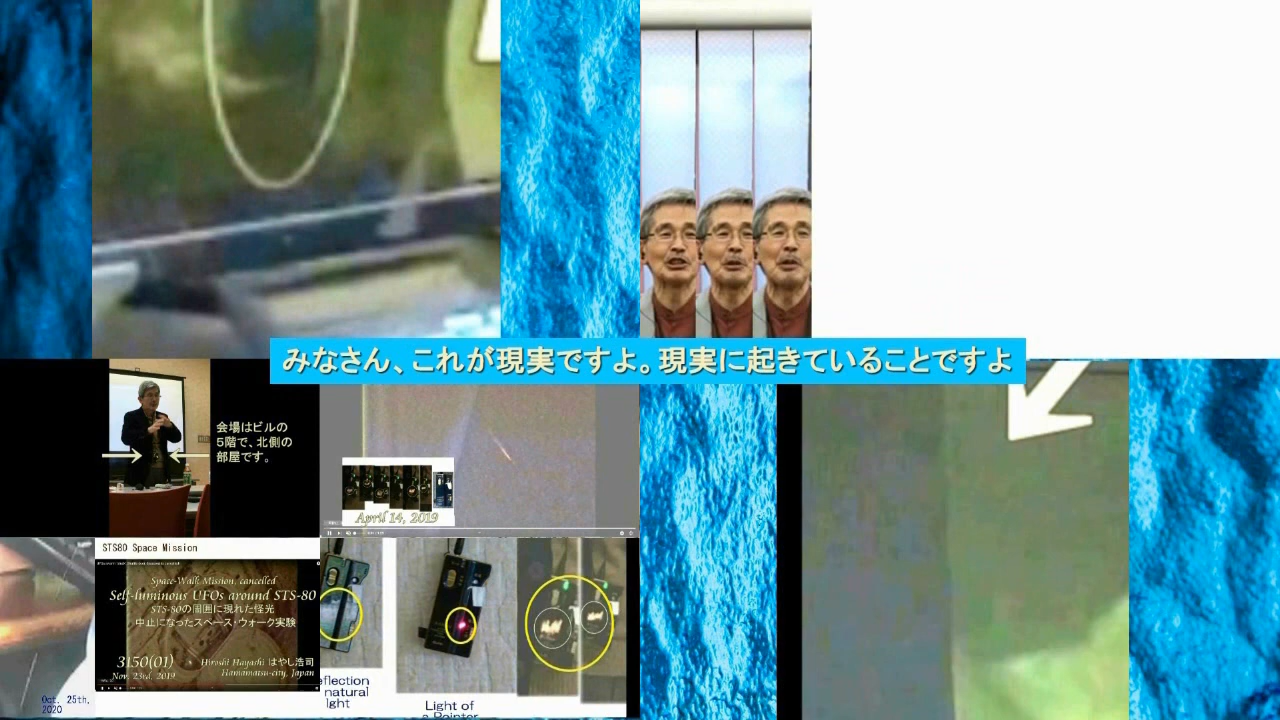 みなさん、これが現実ですよ。現実に起きていることですよ
会場はビルの
5階で、北側の
部屋です。
April 14, 2019
STS80 Space Mission
Space-Walk Mission, cancelled
Self-luminous UFOs around STS-80
STS-80の周囲に現れた怪光
中止になったスペース・ウォーク実験
3150(01)
Nov. 23rd, 2019
Hiroshi Hayashi はやし浩司
Hamamatsu-city, Japan
Oct. 25th,
2020
eflection
natural
lght
Light of
a Pointer